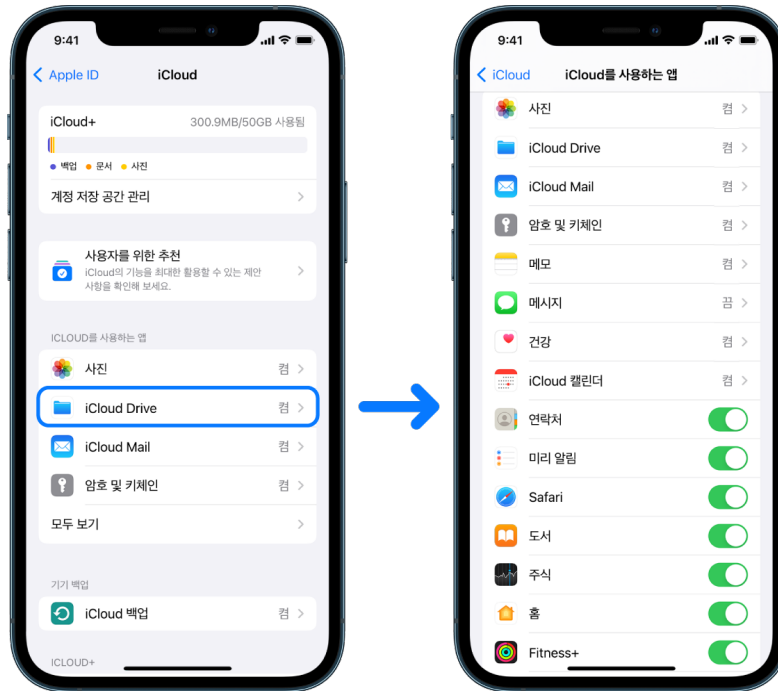 9:41
Apple ID
iCloud
iCloud+
300.9MB/50GB 사용됨
백업 문서 사진
계정 저장 공간 관리
사용자를 위한 추천
iCloud의 기능을 최대한 활용할 수 있는 제안
사항을 확인해 보세요.
ICLOUD를 사용하는 앱
사진 켬
iCloud Drive 켬
iCloud Mail 켬
암호 및 키체인 켬
모두 보기
기기 백업
iCloud 백업 켬
ICLOUD+
9:41
iCloud
iCloud를 사용하는 앱
사진 켬
iCloud Drive 켬
iCloud Mail 켬
암호 및 키체인 켬
메모 켬
메시지 끔
건강 켬
iCloud 캘린더 켬
연락처
미리 알림
Safari
도서
주식
홈
Fitness+